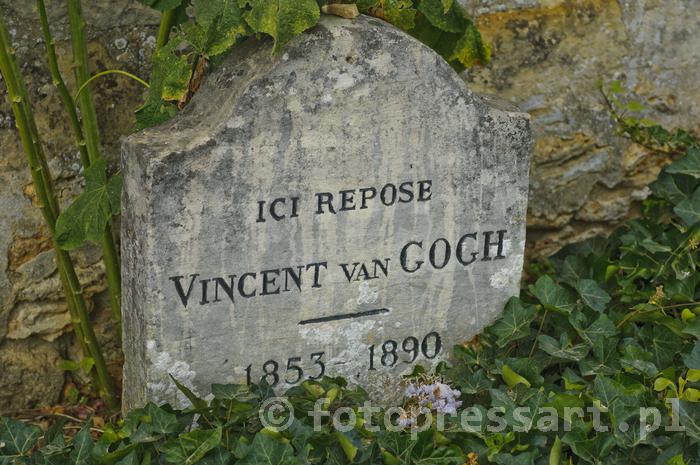 ICI REPOSE
VINCENT VAN GOGH
1853 - 1890
© fotopressart.pl